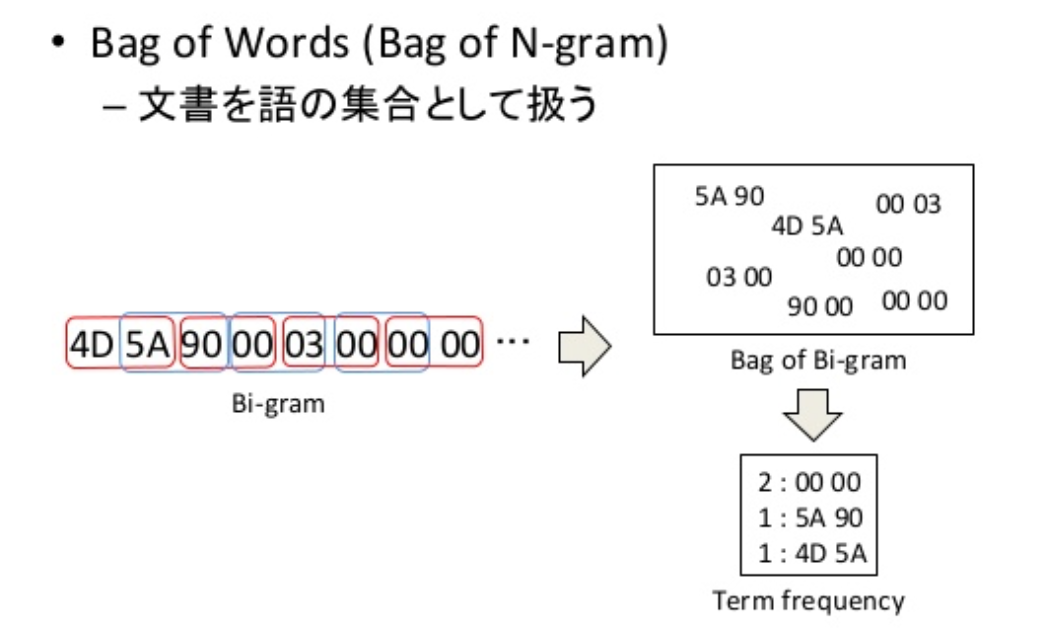 • Bag of Words (Bag of N-gram)
– 文書を語の集合として扱う
4D 5A 90 00 03 00 00 00 …
Bi-gram
5A 90
00 03
4D 5A
00 00
03 00
90 00
00 00
Bag of Bi-gram
2 : 00 00
1 : 5A 90
1 : 4D 5A
Term frequency